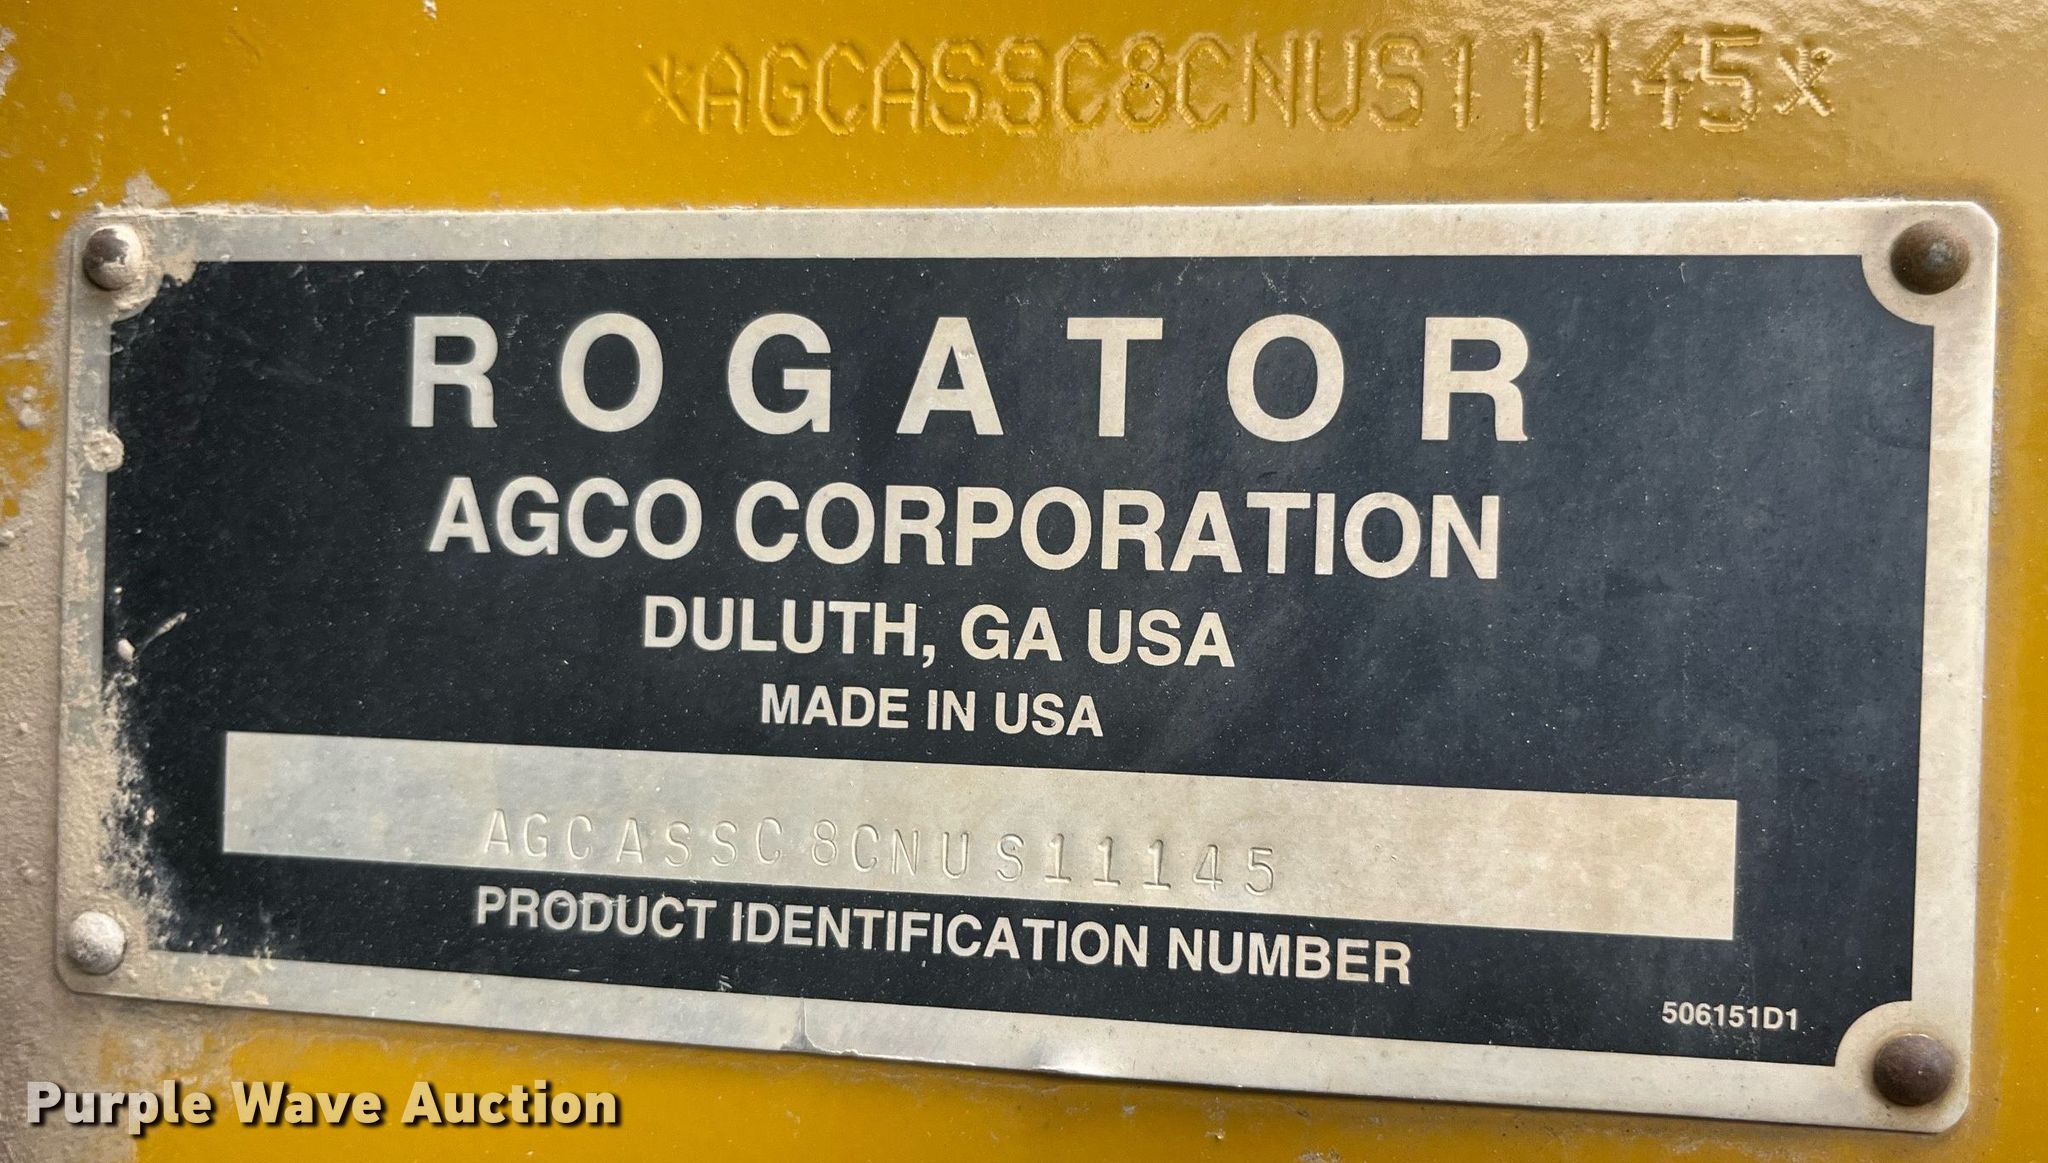 *AGCASSC8CNUS11145*
ROGATOR
AGCO CORPORATION
DULUTH, GA USA
MADE IN USA
AGCASSC8CNUS11145
PRODUCT IDENTIFICATION NUMBER
506151D1
Purple Wave Auction